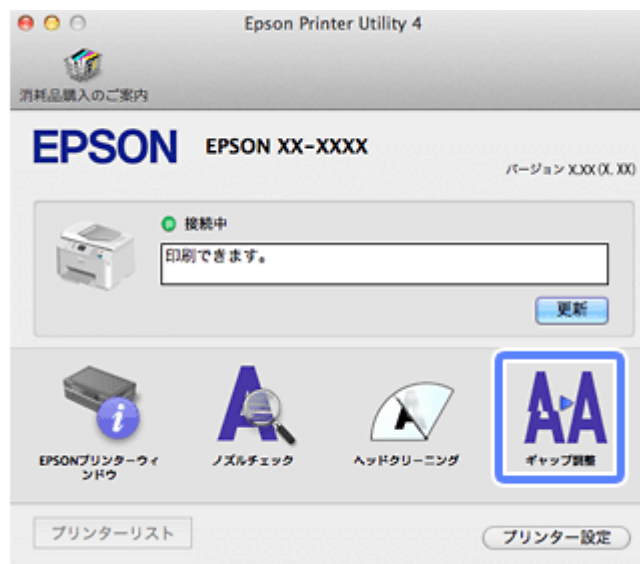 Epson Printer Utility 4
消耗品購入のご案内
EPSON
EPSON XX-XXXX
バージョン X.XX (X. XX)
接続中
印刷できます。
更新
EPSONプリンターウィ
ンドウ
ノズルチェック
ヘッドクリーニング
ギャップ調整
プリンターリスト
プリンター設定